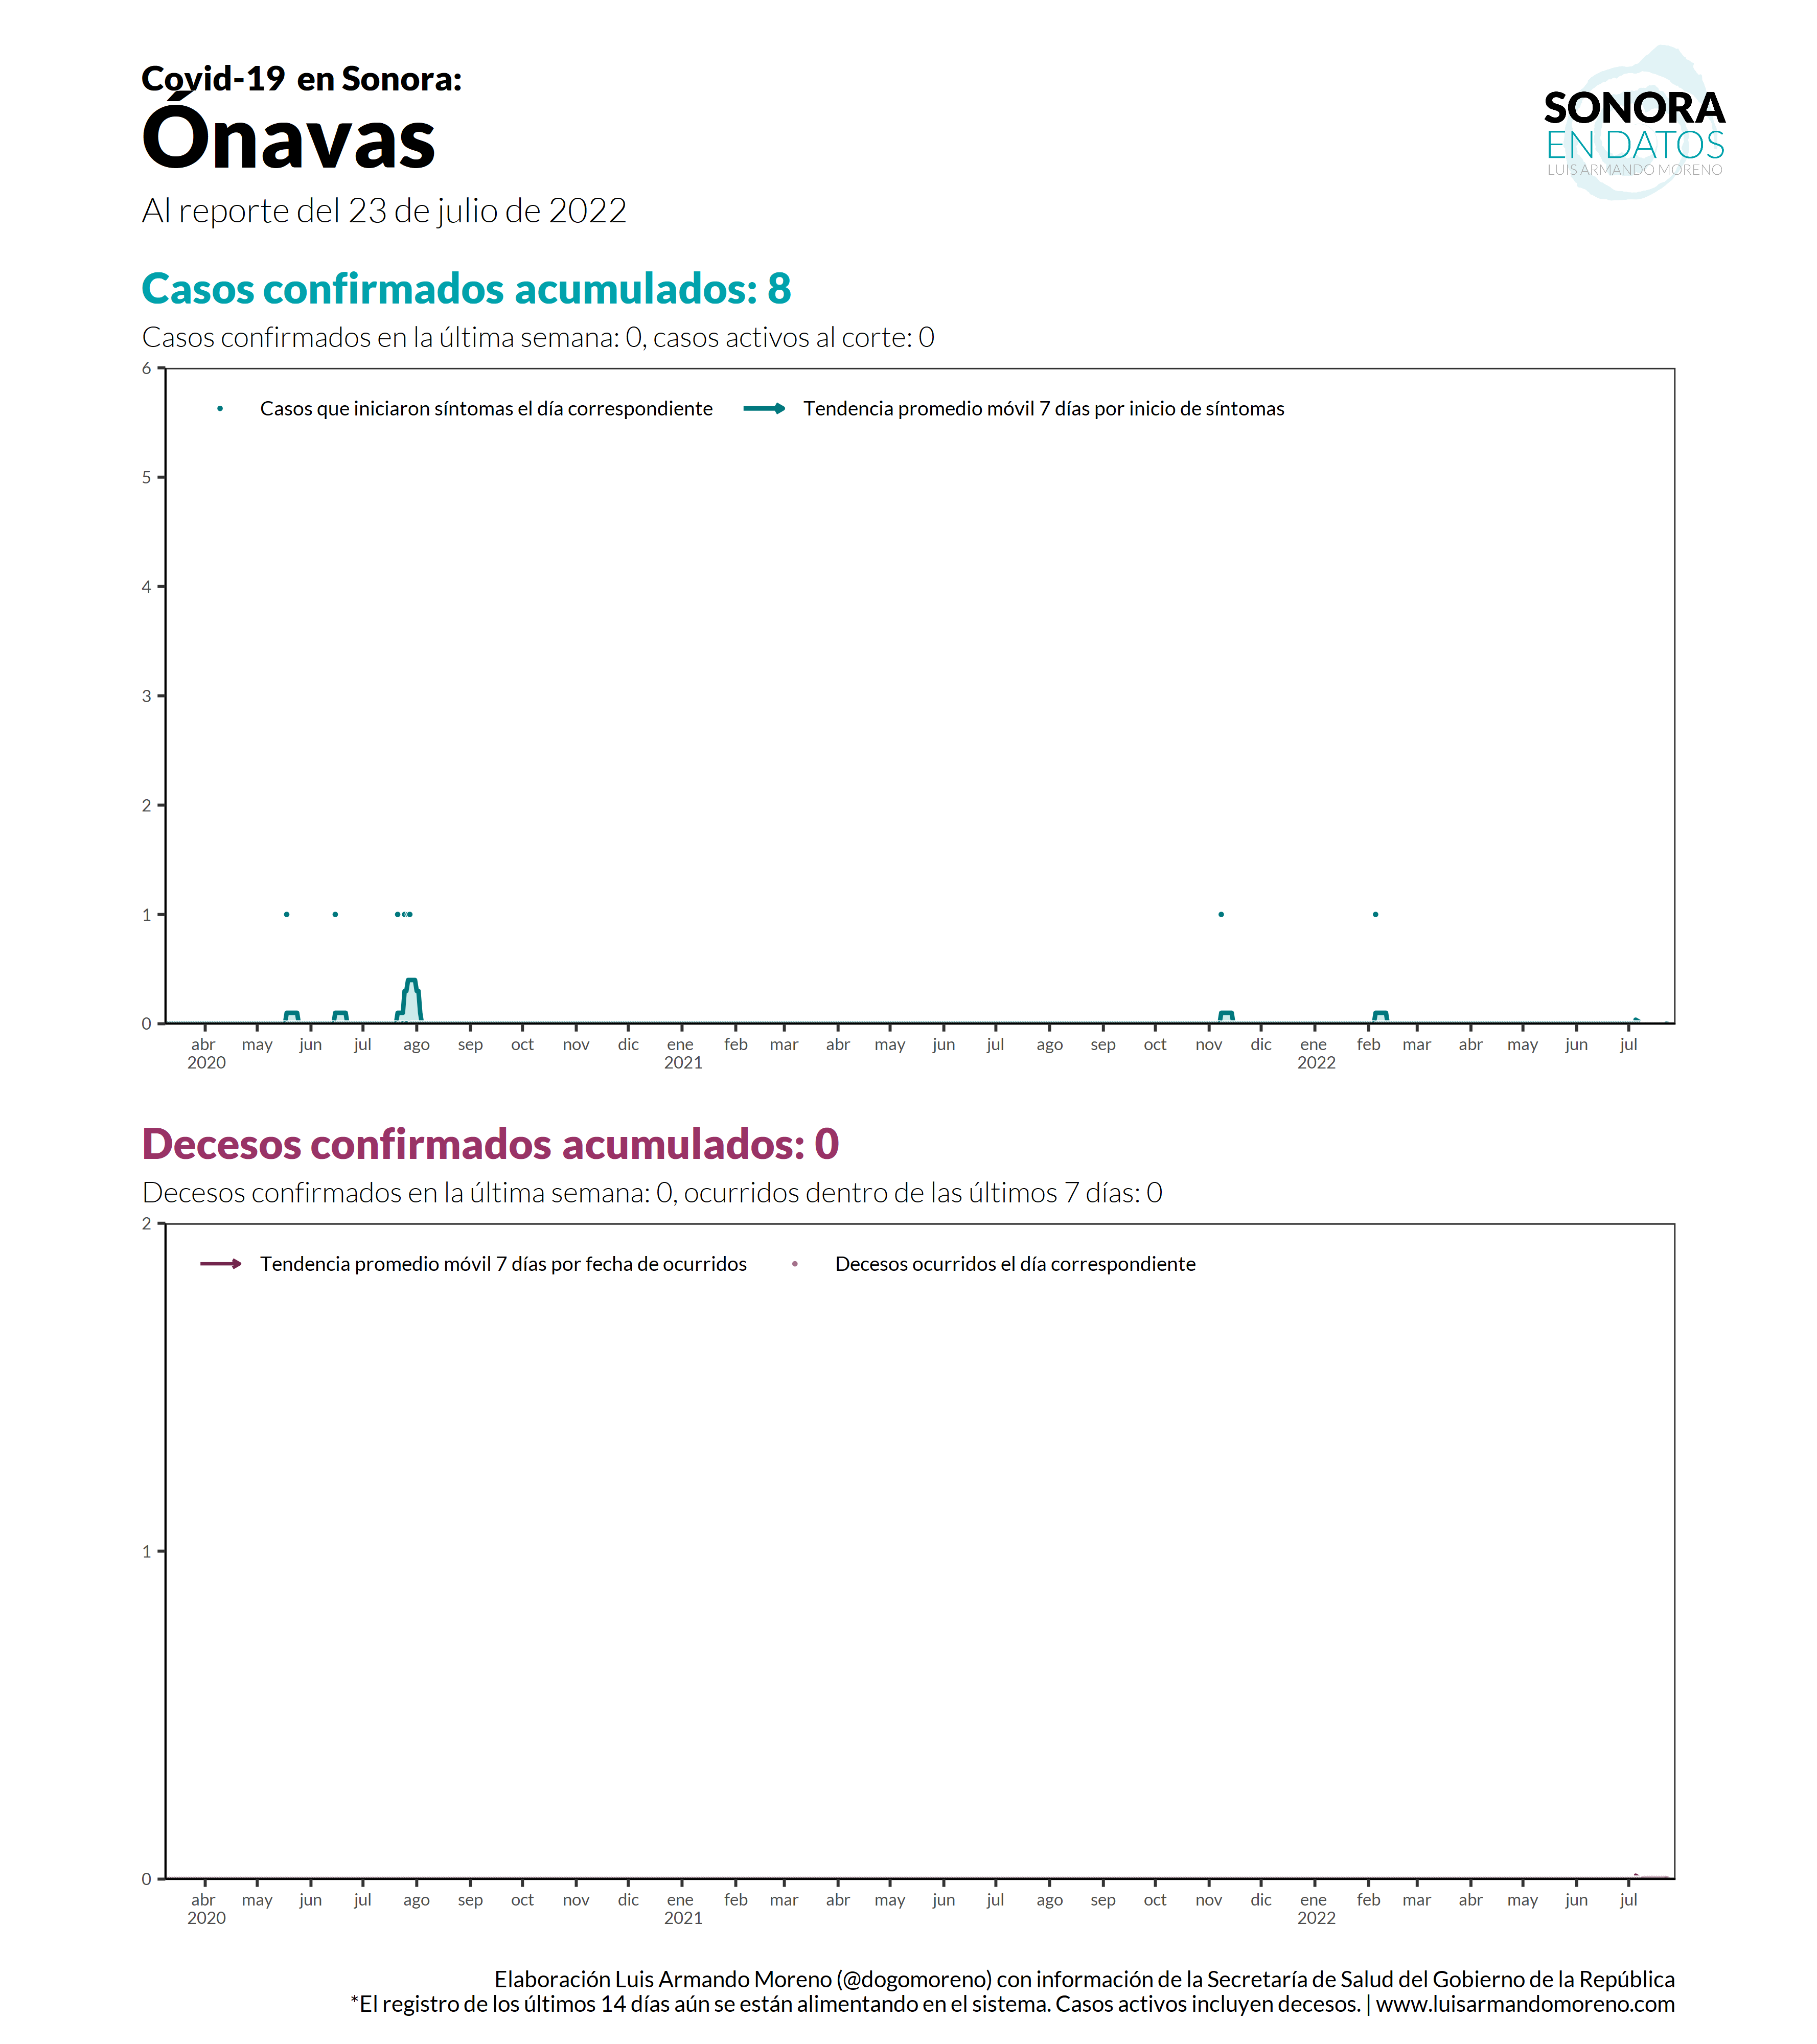 Covid-19 en Sonora:
Ónavas
Al reporte del 23 de julio de 2022
SONORA
EN DATOS
LUIS ARMANDO MORENO
Casos confirmados acumulados: 8
Casos confirmados en la última semana: 0, casos activos al corte: 0
6
Casos que iniciaron síntomas el día correspondiente Tendencia promedio móvil 7 días por inicio de síntomas
5
4
3
2
1
0
abr may jun jul ago sep oct nov dic ene feb mar abr may jun jul ago sep oct nov dic ene feb mar abr may jun jul
2020 2021 2022
Decesos confirmados acumulados: 0
Decesos confirmados en la última semana: 0, ocurridos dentro de las últimos 7 días: 0
2
Tendencia promedio móvil 7 días por fecha de ocurridos Decesos ocurridos el día correspondiente
1
0
abr may jun jul ago sep oct nov dic ene feb mar abr may jun jul ago sep oct nov dic ene feb mar abr may jun jul
2020 2021 2022
Elaboración Luis Armando Moreno (@dogomoreno) con información de la Secretaría de Salud del Gobierno de la República
*El registro de los últimos 14 días aún se están alimentando en el sistema. Casos activos incluyen decesos. | www.luisarmandomoreno.com